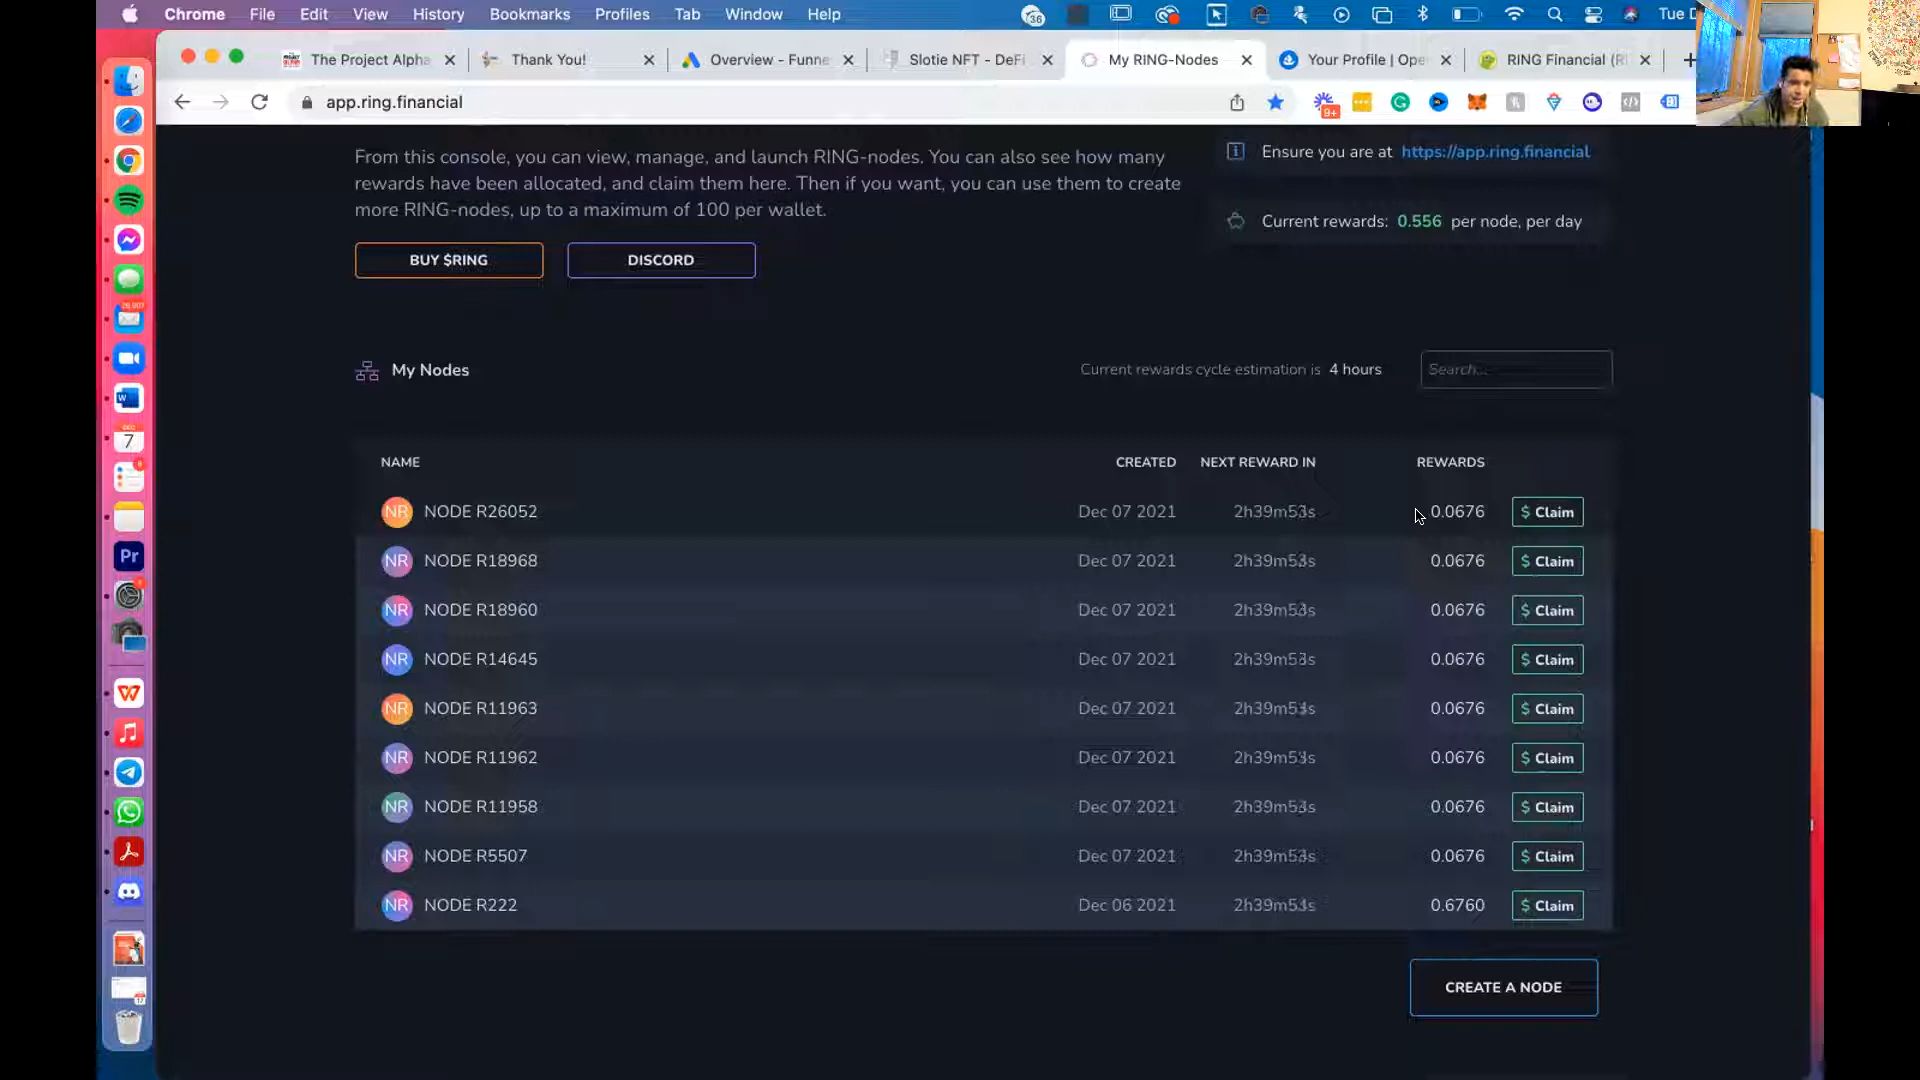 Chrome File Edit View History Bookmarks Profiles Tab Window Help 36 Tue D
The Project Alpha Thank You! Overview - Funne Slotie NFT - DeFi My RING-Nodes Your Profile | Ope RING Financial (R
app.ring.financial 9+
From this console, you can view, manage, and launch RING-nodes. You can also see how many
rewards have been allocated, and claim them here. Then if you want, you can use them to create
more RING-nodes, up to a maximum of 100 per wallet.
Ensure you are at https://app.ring.financial
Current rewards: 0.556 per node, per day
BUY $RING DISCORD
My Nodes Current rewards cycle estimation is 4 hours Search...
NAME CREATED NEXT REWARD IN REWARDS
NR NODE R26052 Dec 07 2021 0.0676 $ Claim
NR NODE R18968 Dec 07 2021 0.0676 $ Claim
NR NODE R18960 Dec 07 2021 0.0676 $ Claim
NR NODE R14645 Dec 07 2021 0.0676 $ Claim
NR NODE R11963 Dec 07 2021 0.0676 $ Claim
NR NODE R11962 Dec 07 2021 0.0676 $ Claim
NR NODE R11958 Dec 07 2021 0.0676 $ Claim
NR NODE R5507 Dec 07 2021 0.0676 $ Claim
NR NODE R222 Dec 06 2021 0.6760 $ Claim
CREATE A NODE
DEC
7
Pr